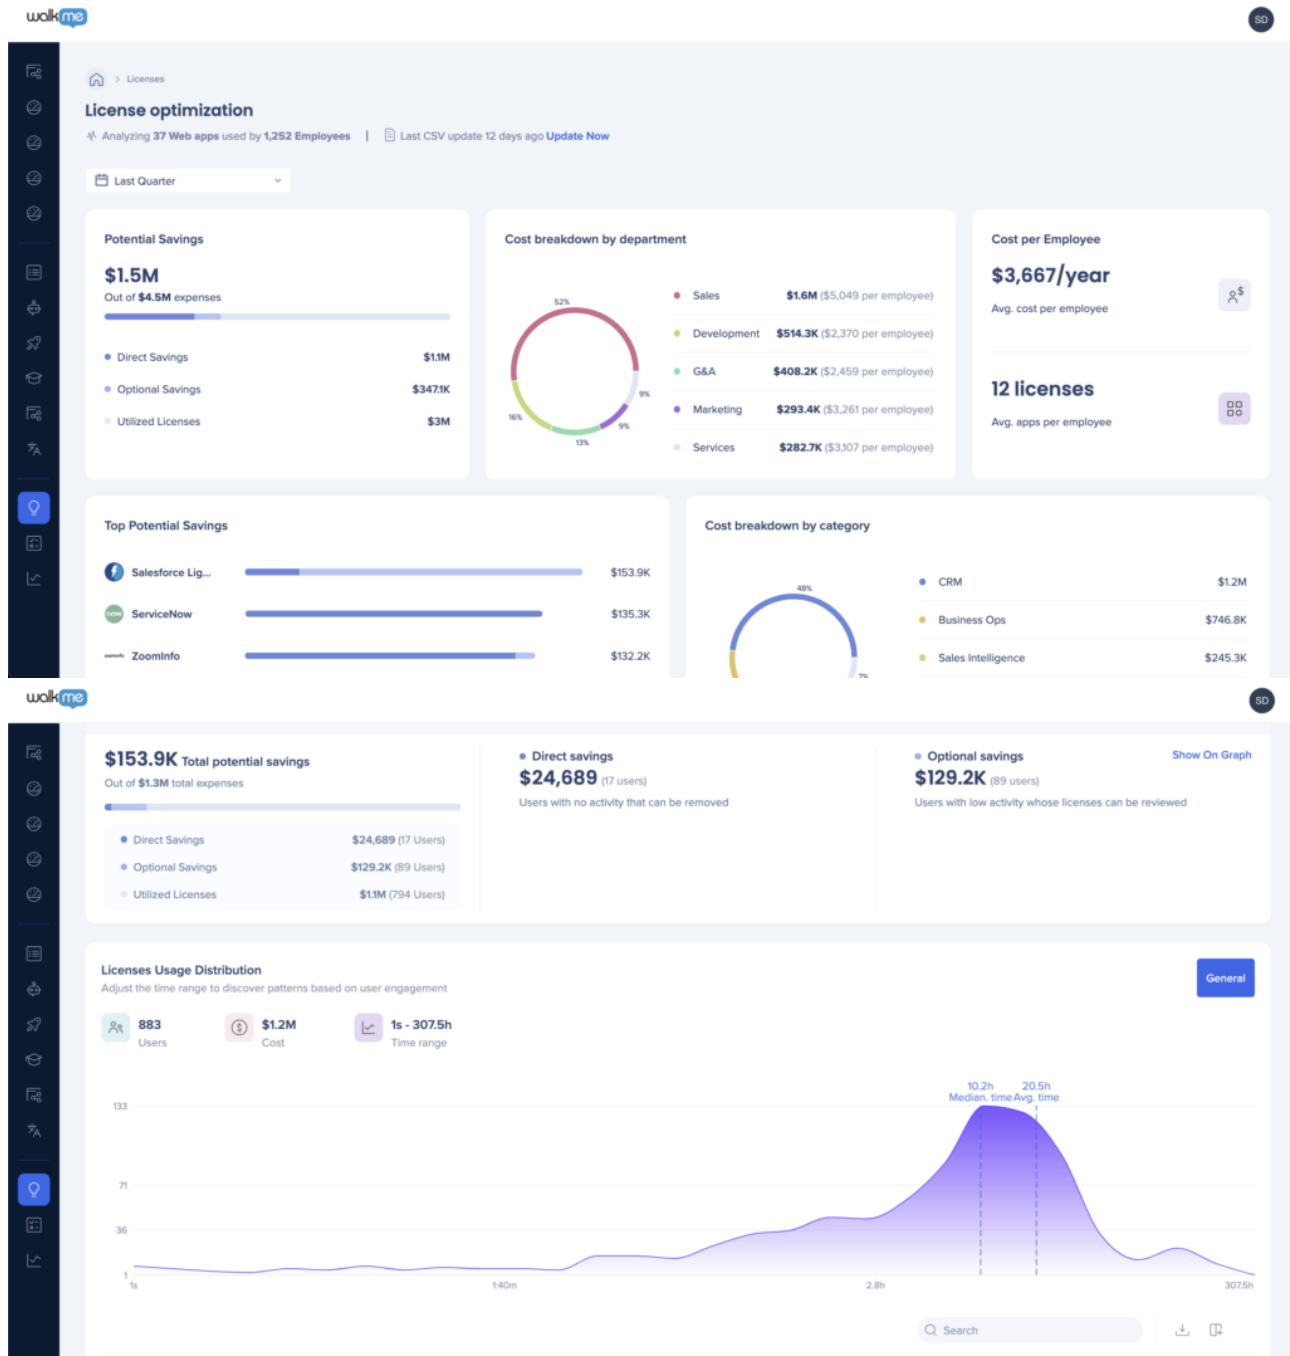 walkme
SD
> Licenses
License optimization
Analyzing 37 Web apps used by 1,252 Employees | Last CSV update 12 days ago Update Now
Last Quarter
Potential Savings
$1.5M
Out of $4.5M expenses
Direct Savings $1.1M
Optional Savings $347.1K
Utilized Licenses $3M
Cost breakdown by department
52%
9%
9%
13%
16%
Sales $1.6M ($5,049 per employee)
Development $514.3K ($2,370 per employee)
G&A $408.2K ($2,459 per employee)
Marketing $293.4K ($3,261 per employee)
Services $282.7K ($3,107 per employee)
Cost per Employee
$3,667/year
Avg. cost per employee
12 licenses
Avg. apps per employee
Top Potential Savings
Salesforce Lig... $153.9K
ServiceNow $135.3K
ZoomInfo $132.2K
Cost breakdown by category
48%
7%
CRM $1.2M
Business Ops $746.8K
Sales Intelligence $245.3K
walkme
SD
$153.9K Total potential savings
Out of $1.3M total expenses
Direct Savings $24,689 (17 Users)
Optional Savings $129.2K (89 Users)
Utilized Licenses $1.1M (794 Users)
Direct savings
$24,689 (17 users)
Users with no activity that can be removed
Optional savings
Show On Graph
$129.2K (89 users)
Users with low activity whose licenses can be reviewed
Licenses Usage Distribution
Adjust the time range to discover patterns based on user engagement
General
883
Users
$1.2M
Cost
1s - 307.5h
Time range
10.2h
Median. time
20.5h
Avg. time
133
71
36
1
1s
1:40m
2.8h
307.5h
Search